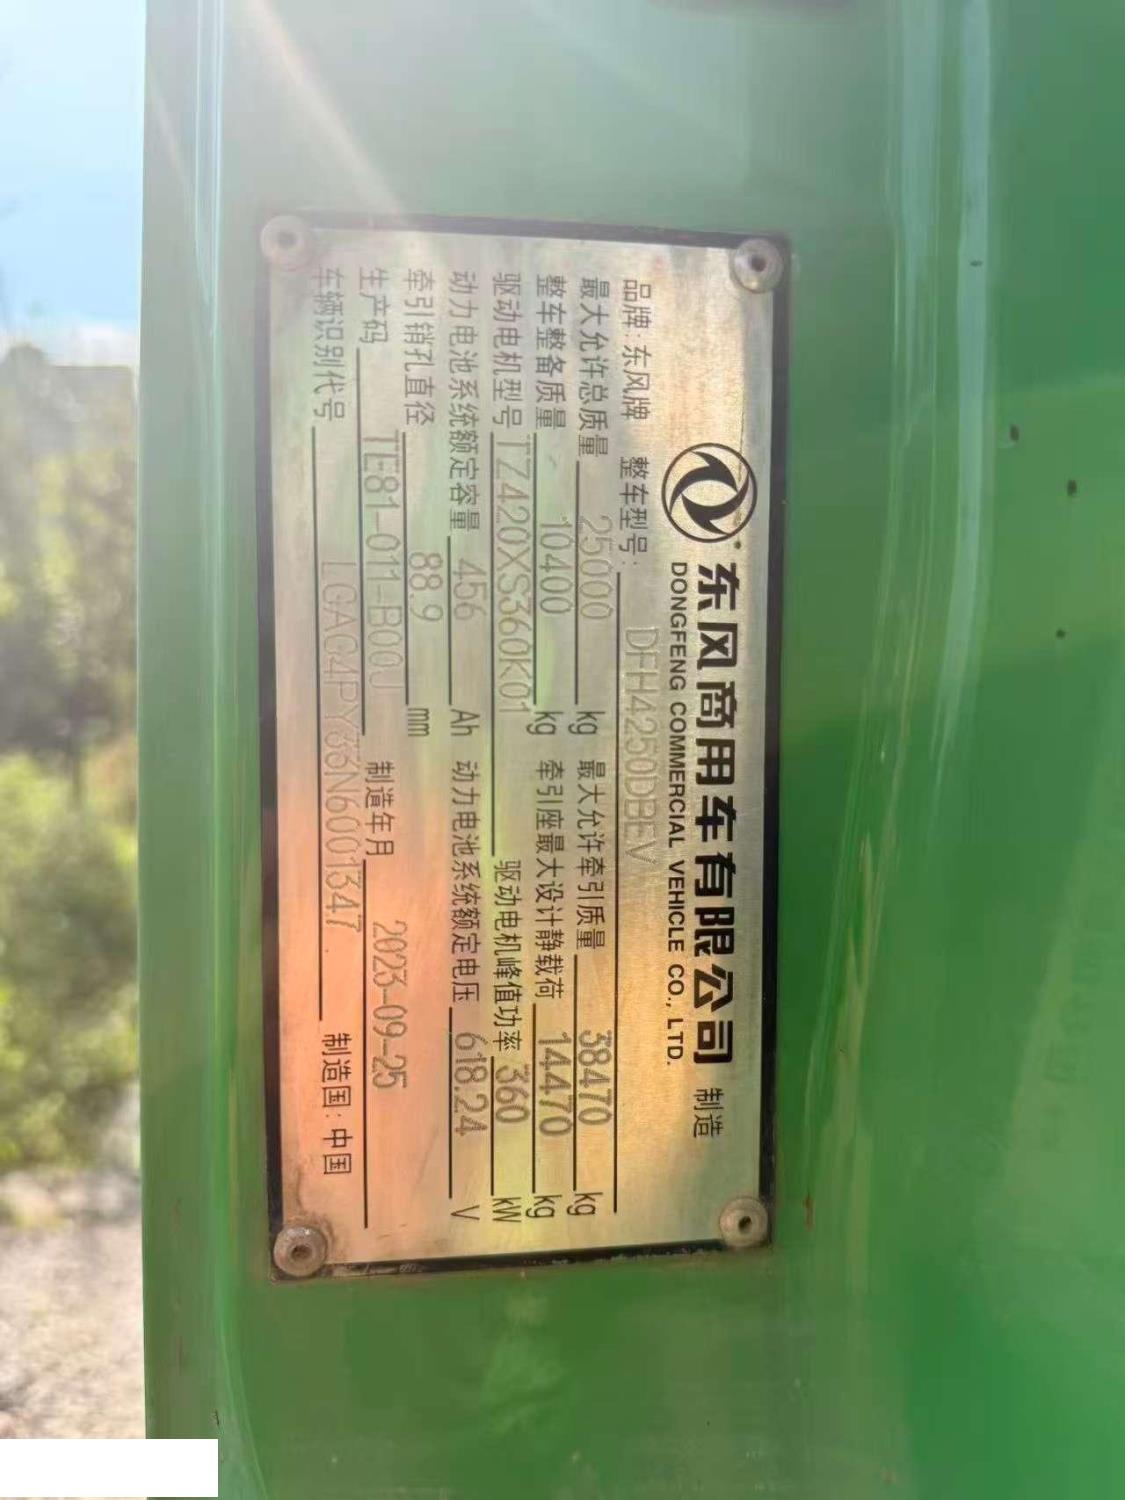 东风商用车有限公司 制造
DONGFENG COMMERCIAL VEHICLE CO., LTD.
品牌: 东风牌 整车型号: DFH4250DBEV
最大允许总质量 25000 kg 最大允许牵引质量 38470 kg
整车整备质量 10400 kg 牵引座最大设计静载荷 14470 kg
驱动电机型号 TZ420XS360K01 驱动电机峰值功率 360 kW
动力电池系统额定容量 456 Ah 动力电池系统额定电压 618.24 V
牵引销孔直径 88.9 mm
生产码 TE81-011-B00J 制造年月 2023-09-25
车辆识别代号 LGAG4PY36N6001347 制造国: 中国